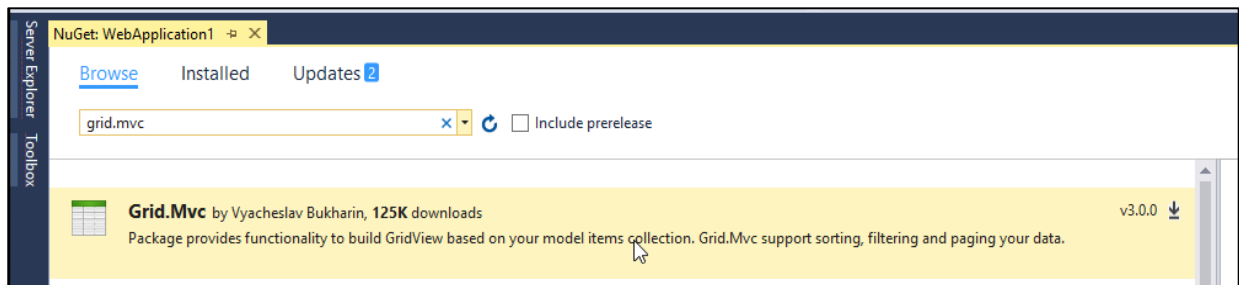 Server Explorer
Toolbox
NuGet: WebApplication1
Browse Installed Updates 2
grid.mvc Include prerelease
Grid.Mvc by Vyacheslav Bukharin, 125K downloads v3.0.0
Package provides functionality to build GridView based on your model items collection. Grid.Mvc support sorting, filtering and paging your data.